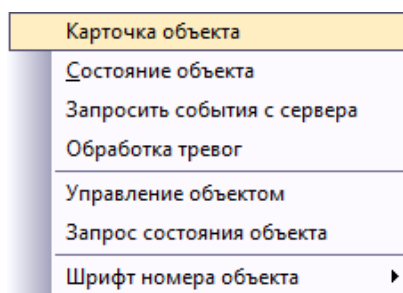 Карточка объекта
Состояние объекта
Запросить события с сервера
Обработка тревог
Управление объектом
Запрос состояния объекта
Шрифт номера объекта